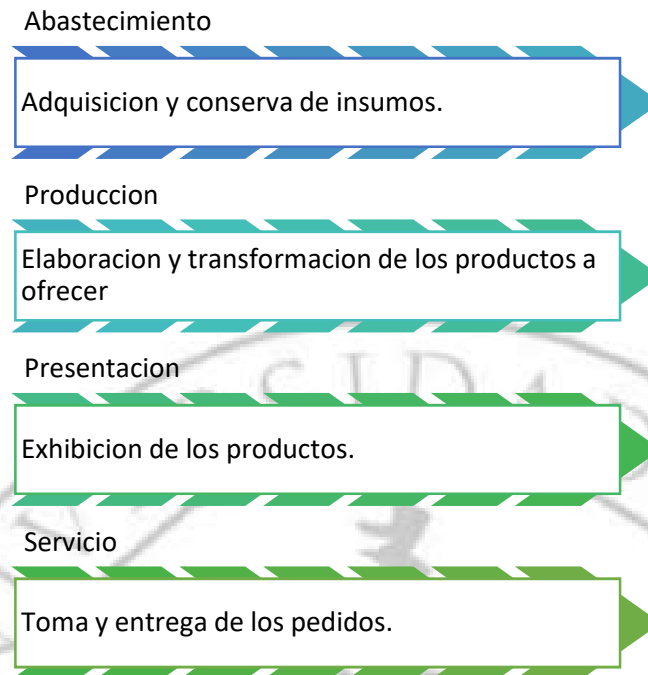 Abastecimiento
Adquisicion y conserva de insumos.
Produccion
Elaboracion y transformacion de los productos a
ofrecer
Presentacion
Exhibicion de los productos.
Servicio
Toma y entrega de los pedidos.